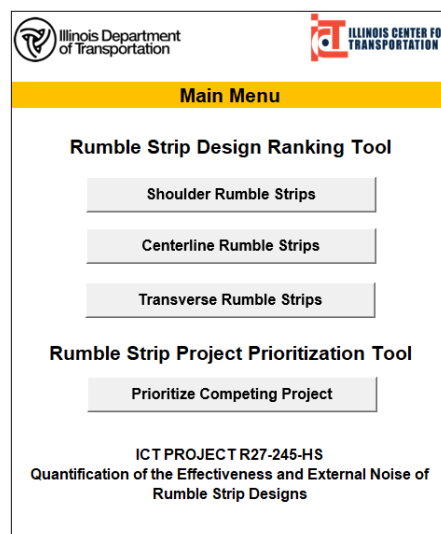 Illinois Department
of Transportation
ICT
ILLINOIS CENTER FO
TRANSPORTATION
Main Menu
Rumble Strip Design Ranking Tool
Shoulder Rumble Strips
Centerline Rumble Strips
Transverse Rumble Strips
Rumble Strip Project Prioritization Tool
Prioritize Competing Project
ICT PROJECT R27-245-HS
Quantification of the Effectiveness and External Noise of
Rumble Strip Designs